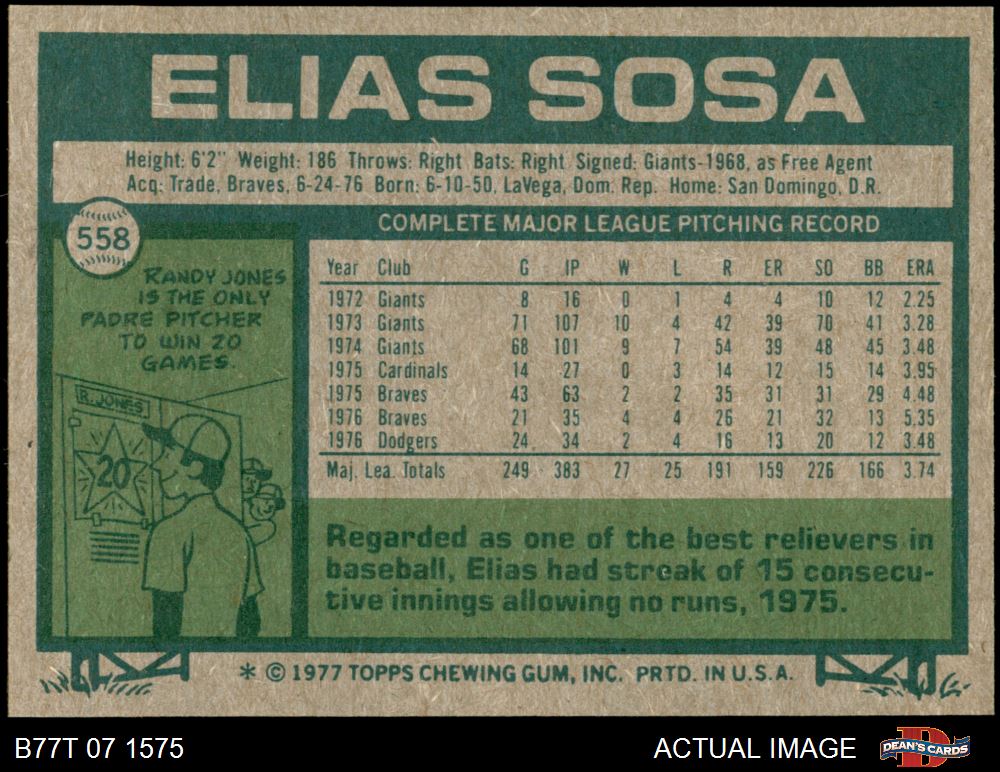 ELIAS SOSA
Height: 6'2" Weight: 186 Throws: Right Bats: Right Signed: Giants-1968, as Free Agent
Acq: Trade, Braves, 6-24-76 Born: 6-10-50, LaVega, Dom. Rep. Home: San Domingo, D.R.
558
RANDY JONES
IS THE ONLY
PADRE PITCHER
TO WIN 20
GAMES.
R. JONES
20
COMPLETE MAJOR LEAGUE PITCHING RECORD
Year Club G IP W L R ER SO BB ERA
1972 Giants 8 16 0 1 4 4 10 12 2.25
1973 Giants 71 107 10 4 42 39 70 41 3.28
1974 Giants 68 101 9 7 54 39 48 45 3.48
1975 Cardinals 14 27 0 3 14 12 15 14 3.95
1975 Braves 43 63 2 2 35 31 31 29 4.48
1976 Braves 21 35 4 4 26 21 32 13 5.35
1976 Dodgers 24 34 2 4 16 13 20 12 3.48
Maj. Lea. Totals 249 383 27 25 191 159 226 166 3.74
Regarded as one of the best relievers in
baseball, Elias had streak of 15 consecu-
tive innings allowing no runs, 1975.
* © 1977 TOPPS CHEWING GUM, INC. PRTD. IN U.S.A.
B77T 07 1575
ACTUAL IMAGE
D
DEAN'S CARDS